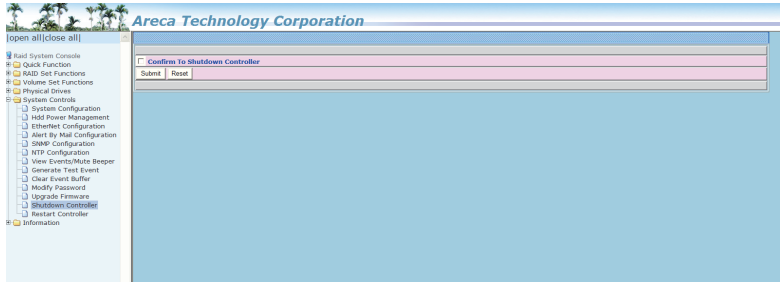 Areca Technology Corporation
|open all|close all|
Raid System Console
Quick Function
RAID Set Functions
Volume Set Functions
Physical Drives
System Controls
System Configuration
Hdd Power Management
EtherNet Configuration
Alert By Mail Configuration
SNMP Configuration
NTP Configuration
View Events/Mute Beeper
Generate Test Event
Clear Event Buffer
Modify Password
Upgrade Firmware
Shutdown Controller
Restart Controller
Information
Confirm To Shutdown Controller
Submit Reset